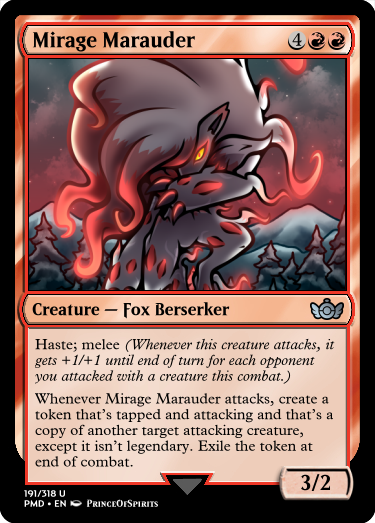 Mirage Marauder 4
Creature — Fox Berserker
Haste; melee (Whenever this creature attacks, it
gets +1/+1 until end of turn for each opponent
you attacked with a creature this combat.)
Whenever Mirage Marauder attacks, create a
token that's tapped and attacking and that's a
copy of another target attacking creature,
except it isn't legendary. Exile the token at
end of combat.
3/2
191/318 U
PMD • EN PrinceOfSpirits